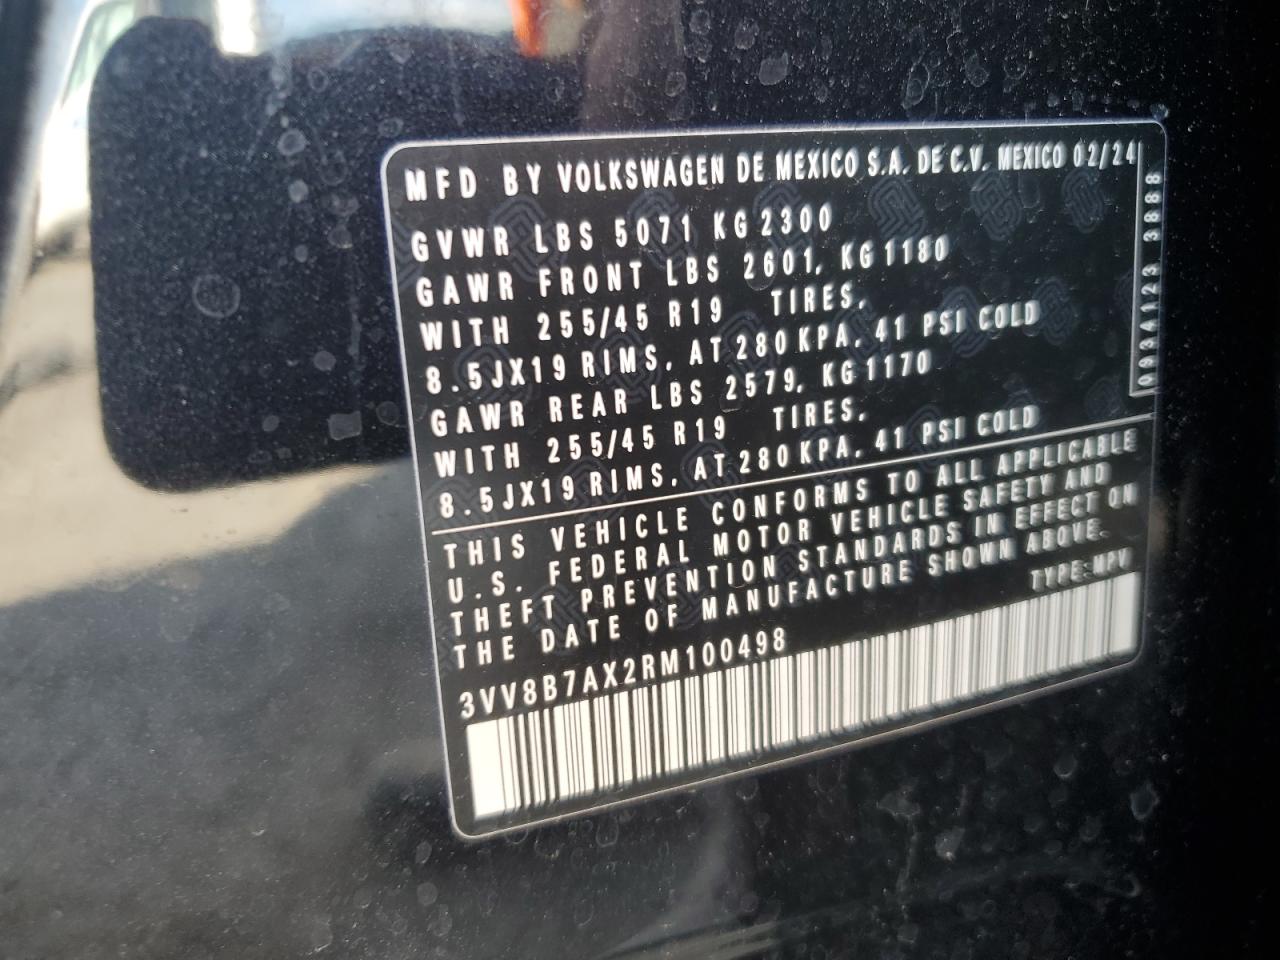 MFD BY VOLKSWAGEN DE MEXICO S.A. DE C.V. MEXICO 02/24
GVWR LBS 5071 KG 2300
GAWR FRONT LBS 2601, KG 1180
WITH 255/45 R19 TIRES,
8.5JX19 RIMS, AT 280 KPA, 41 PSI COLD
GAWR REAR LBS 2579, KG 1170
WITH 255/45 R19 TIRES,
8.5JX19 RIMS, AT 280 KPA, 41 PSI COLD
THIS VEHICLE CONFORMS TO ALL APPLICABLE
U.S. FEDERAL MOTOR VEHICLE SAFETY AND
THEFT PREVENTION STANDARDS IN EFFECT ON
THE DATE OF MANUFACTURE SHOWN ABOVE.
TYPE:MPV
3VV8B7AX2RM100498
0934123 3888